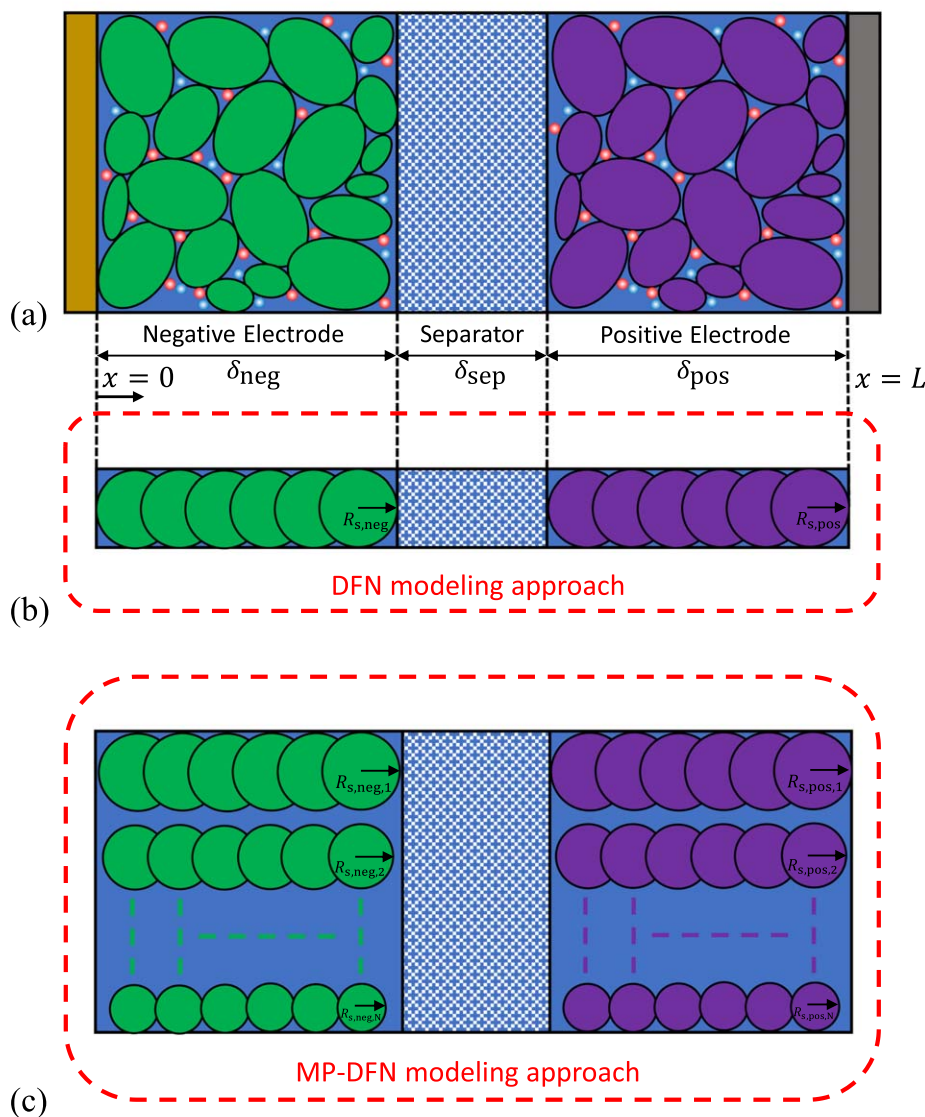 (a)
Negative Electrode Separator Positive Electrode
x = 0 δneg δsep δpos x = L
Rs,neg Rs,pos
DFN modeling approach
(b)
Rs,neg,1 Rs,pos,1
Rs,neg,2 Rs,pos,2
Rs,neg,N Rs,pos,N
MP-DFN modeling approach
(c)